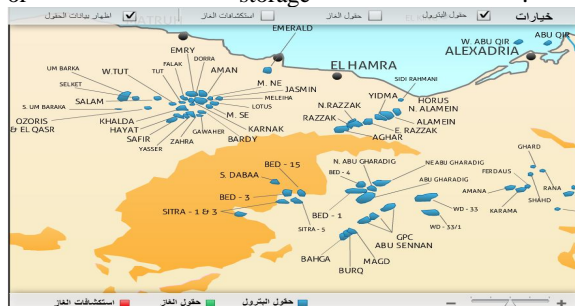 of storage .
خيارات ✓ حقول البترول حقول الغاز استكشافات الغاز ✓ اظهار بيانات الحقول
MATRUH
EMERALD
W. ABU QIR
ABU QIR
ALEXADRIA
EMRY
DORRA
FALAK
AMAN
EL HAMRA
UM BARKA
W.TUT
TUT
M. NE
SIDI RAHMANI
SELKET
JASMIN
YIDMA
HORUS
SALAM
MELEIHA
N.RAZZAK
N. ALAMEIN
S. UM BARAKA
LOTUS
OZORIS
& EL QASR
KHALDA
M. SE
RAZZAK
ALAMEIN
HAYAT
GAWAHER
KARNAK
E. RAZZAK
SAFIR
ZAHRA
BARDY
AGHAR
YASSER
GHARD
BED - 15
N. ABU GHARADIG
NE ABU GHARADIG
FERDAUS
S. DABAA
BED - 4
ABU GHARADIG
RANA
AMANA
BED - 3
SHAHD
SITRA - 1 & 3
BED - 1
WD - 33
KARAMA
SITRA - 5
GPC
WD - 33/1
ABU SENNAN
BAHGA
MAGD
BURQ
حقول البترول حقول الغاز استكشافات الغاز
− +